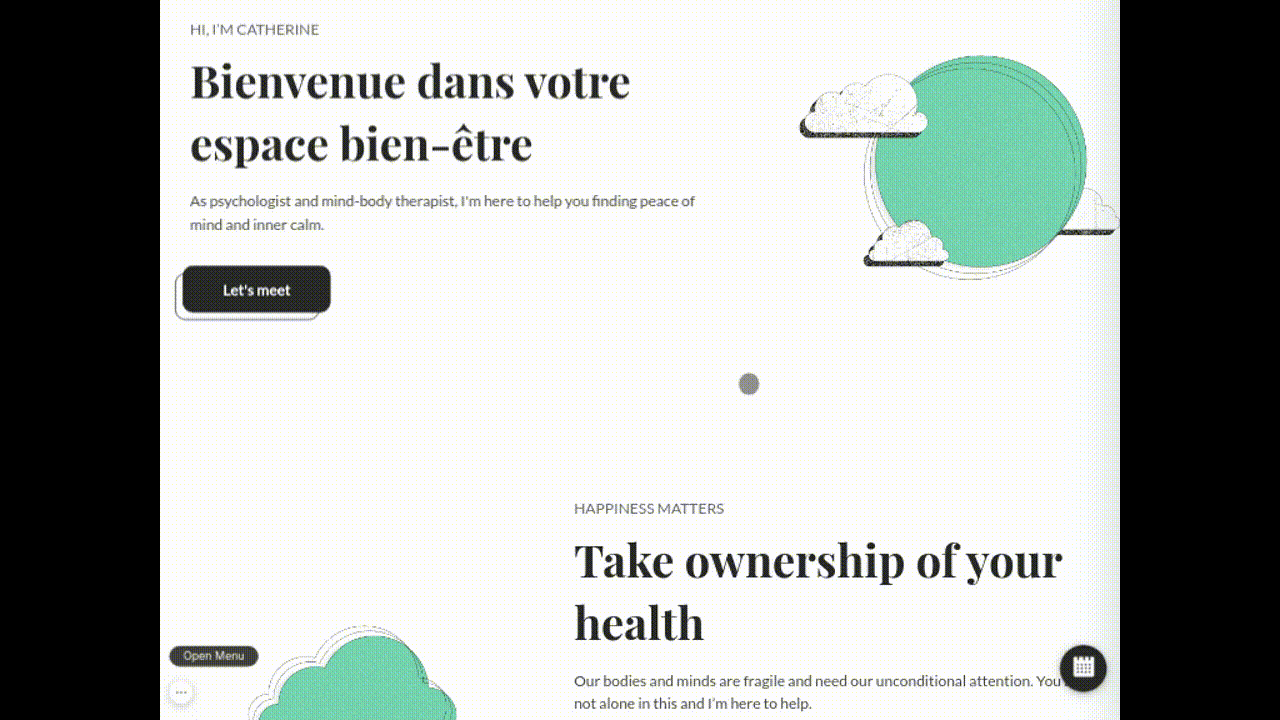 HI, I'M CATHERINE
Bienvenue dans votre
espace bien-être
As psychologist and mind-body therapist, I'm here to help you finding peace of
mind and inner calm.
Let's meet
HAPPINESS MATTERS
Take ownership of your
health
Our bodies and minds are fragile and need our unconditional attention. You
not alone in this and I'm here to help.
Open Menu